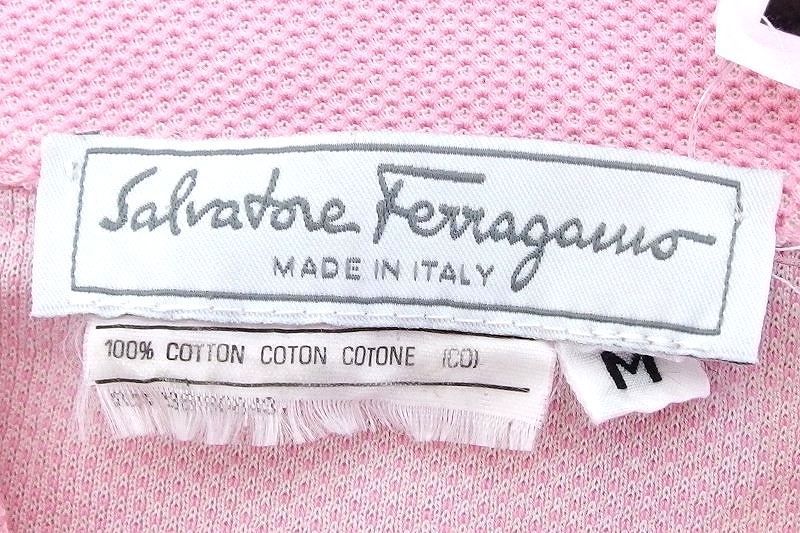 Salvatore Ferragamo
MADE IN ITALY
100% COTTON COTON COTONE (CO)
M